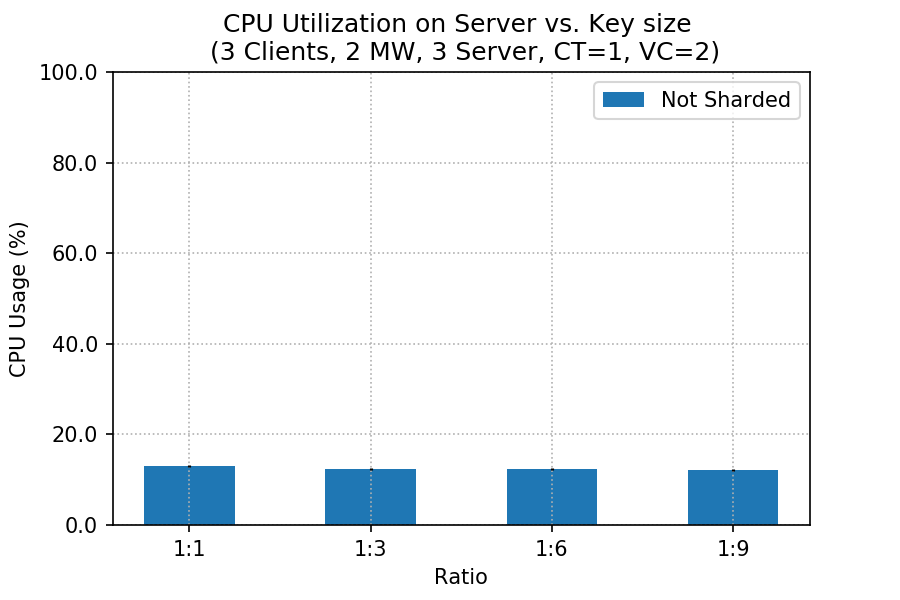 CPU Utilization on Server vs. Key size
(3 Clients, 2 MW, 3 Server, CT=1, VC=2)
Not Sharded
CPU Usage (%)
100.0
80.0
60.0
40.0
20.0
0.0
1:1
1:3
1:6
1:9
Ratio